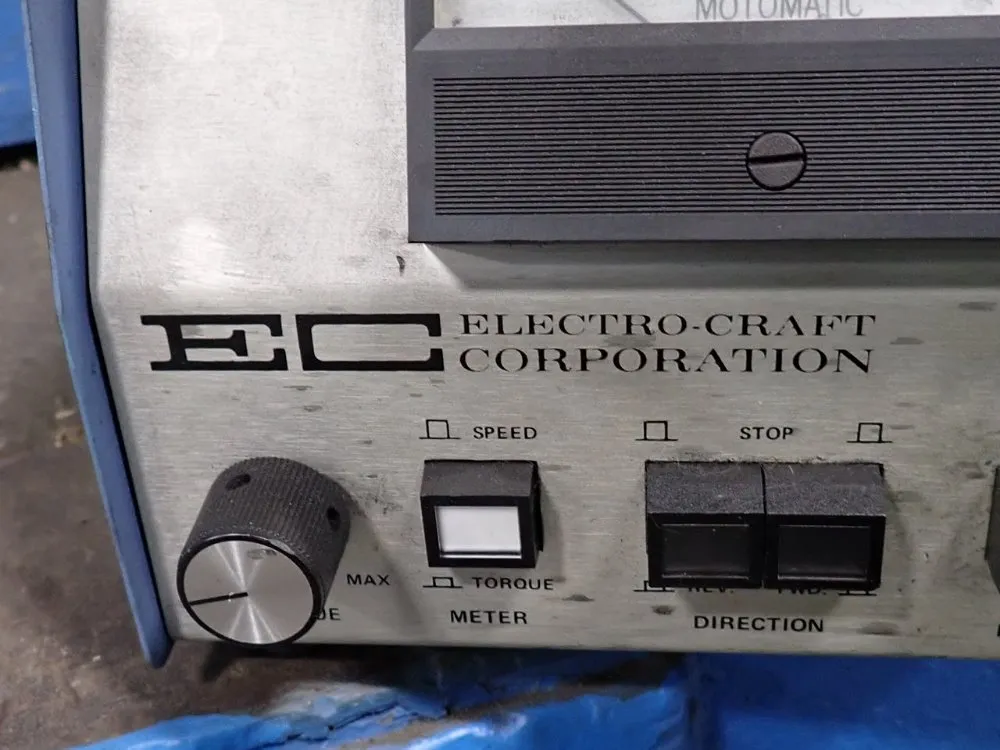 MOTOMATIC
EC ELECTRO-CRAFT
CORPORATION
SPEED
STOP
MAX
TORQUE
REV. FWD.
METER
DIRECTION